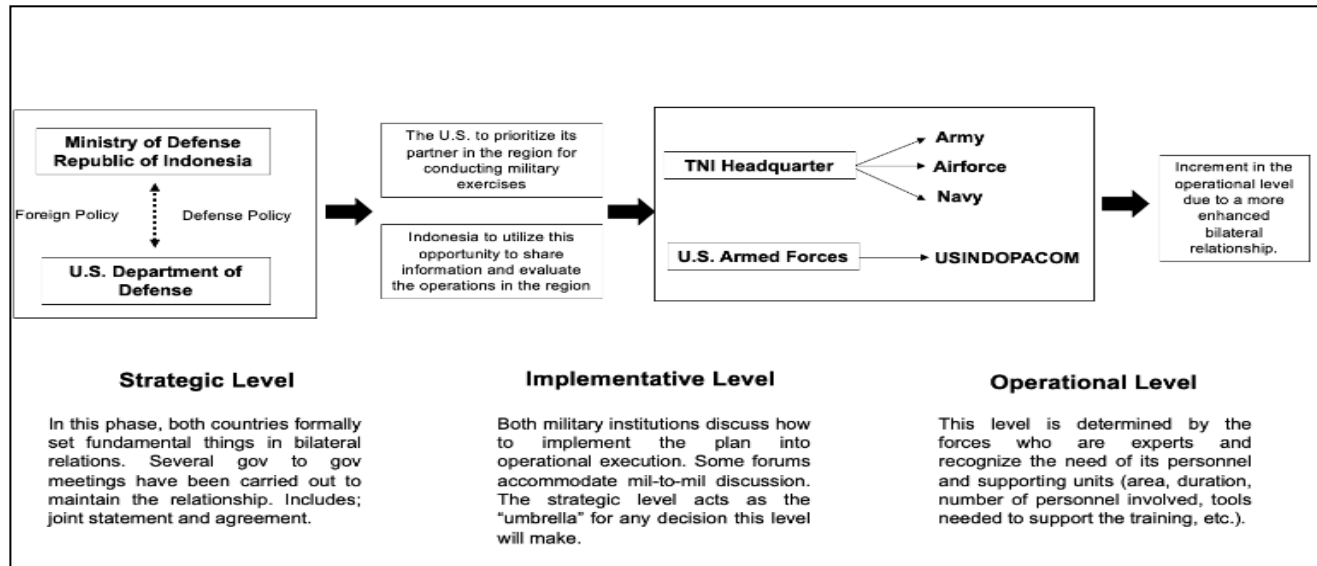 Ministry of Defense
Republic of Indonesia
Foreign Policy
Defense Policy
U.S. Department of
Defense
The U.S. to prioritize its
partner in the region for
conducting military
exercises
Indonesia to utilize this
opportunity to share
information and evaluate
the operations in the region
TNI Headquarter
Army
Airforce
Navy
U.S. Armed Forces
USINDOPACOM
Increment in the
operational level
due to a more
enhanced
bilateral
relationship.
Strategic Level
In this phase, both countries formally
set fundamental things in bilateral
relations. Several gov to gov
meetings have been carried out to
maintain the relationship. Includes;
joint statement and agreement.
Implementative Level
Both military institutions discuss how
to implement the plan into
operational execution. Some forums
accommodate mil-to-mil discussion.
The strategic level acts as the
“umbrella” for any decision this level
will make.
Operational Level
This level is determined by the
forces who are experts and
recognize the need of its personnel
and supporting units (area, duration,
number of personnel involved, tools
needed to support the training, etc.).